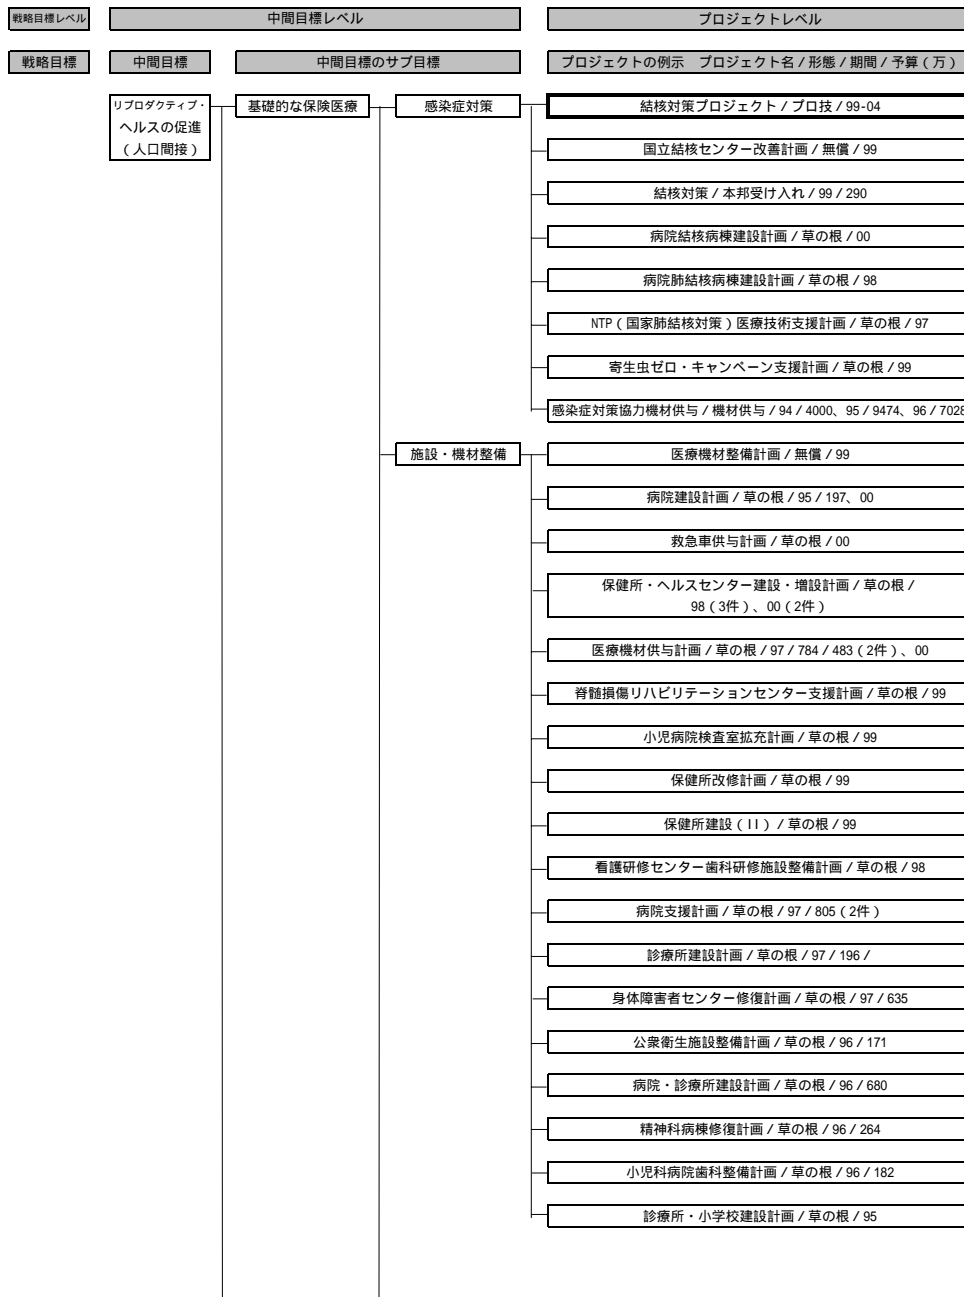 戦略目標レベル
中間目標レベル
プロジェクトレベル
戦略目標
中間目標
中間目標のサブ目標
プロジェクトの例示　プロジェクト名 / 形態 / 期間 / 予算（万）
リプロダクティブ・
ヘルスの促進
（人口間接）
基礎的な保険医療
感染症対策
結核対策プロジェクト / プロ技 / 99-04
国立結核センター改善計画 / 無償 / 99
結核対策 / 本邦受け入れ / 99 / 290
病院結核病棟建設計画 / 草の根 / 00
病院肺結核病棟建設計画 / 草の根 / 98
NTP（国家肺結核対策）医療技術支援計画 / 草の根 / 97
寄生虫ゼロ・キャンペーン支援計画 / 草の根 / 99
感染症対策協力機材供与 / 機材供与 / 94 / 4000、95 / 9474、96 / 7028
施設・機材整備
医療機材整備計画 / 無償 / 99
病院建設計画 / 草の根 / 95 / 197、00
救急車供与計画 / 草の根 / 00
保健所・ヘルスセンター建設・増設計画 / 草の根 /
98（3件）、00（2件）
医療機材供与計画 / 草の根 / 97 / 784 / 483（2件）、00
脊髄損傷リハビリテーションセンター支援計画 / 草の根 / 99
小児病院検査室拡充計画 / 草の根 / 99
保健所改修計画 / 草の根 / 99
保健所建設（II）/ 草の根 / 99
看護研修センター歯科研修施設整備計画 / 草の根 / 98
病院支援計画 / 草の根 / 97 / 805（2件）
診療所建設計画 / 草の根 / 97 / 196 /
身体障害者センター修復計画 / 草の根 / 97 / 635
公衆衛生施設整備計画 / 草の根 / 96 / 171
病院・診療所建設計画 / 草の根 / 96 / 680
精神科病棟修復計画 / 草の根 / 96 / 264
小児科病院歯科整備計画 / 草の根 / 96 / 182
診療所・小学校建設計画 / 草の根 / 95